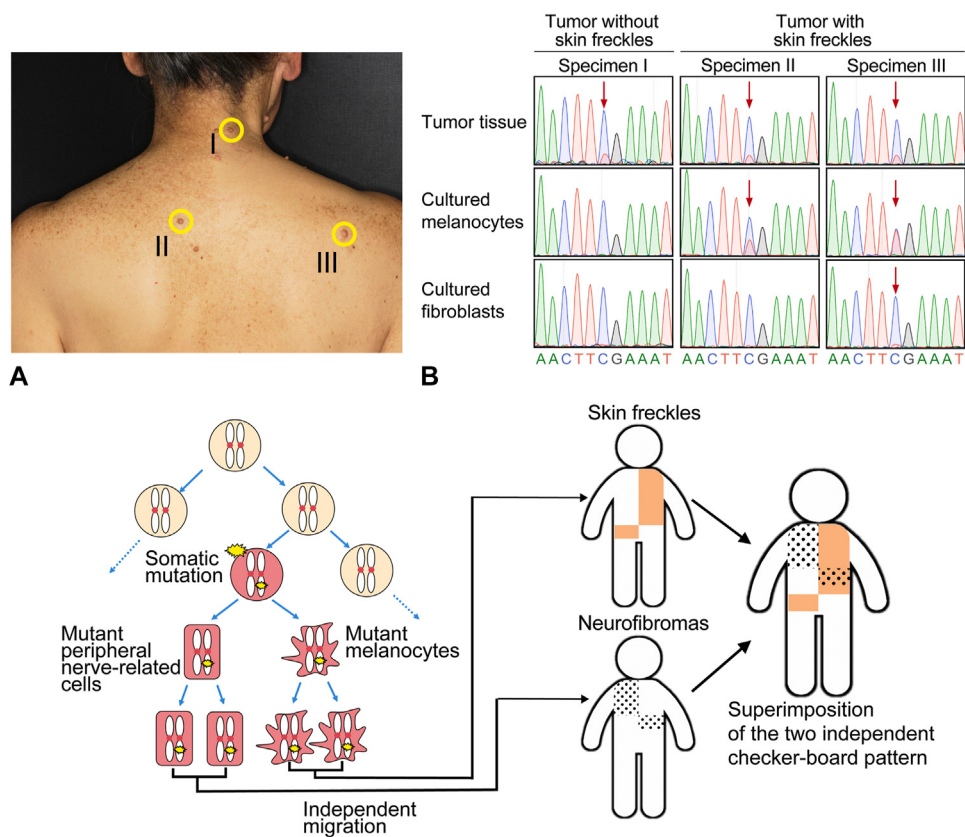 I
II
III
A
Tumor without
skin freckles
Tumor with
skin freckles
Specimen I
Specimen II
Specimen III
Tumor tissue
Cultured
melanocytes
Cultured
fibroblasts
AACTTCGAAAT
AACTTCGAAAT
AACTTCGAAAT
B
Somatic
mutation
Mutant
peripheral
nerve-related
cells
Mutant
melanocytes
Independent
migration
Skin freckles
Neurofibromas
Superimposition
of the two independent
checker-board pattern